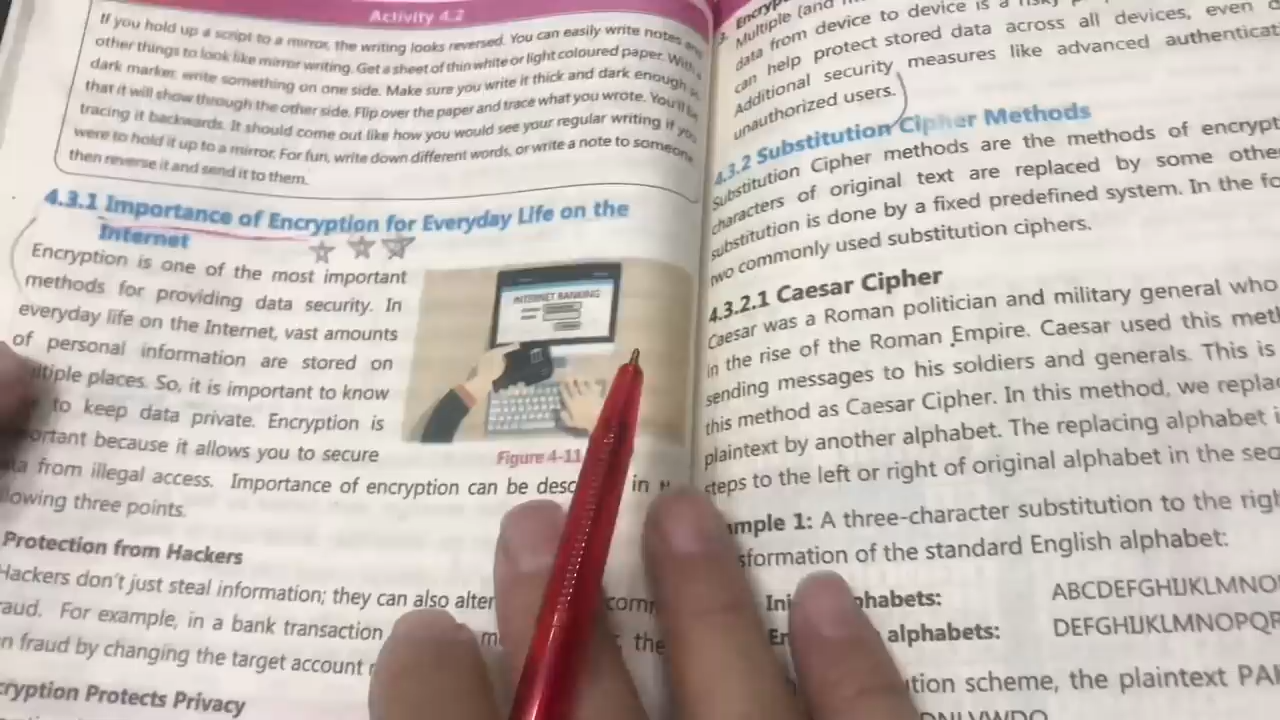 Activity 4.2
If you hold up a script to a mirror, the writing looks reversed. You can easily write notes and
other things to look like mirror writing. Get a sheet of thin white or light coloured paper. With a
dark marker, write something on one side. Make sure you write it thick and dark enough so
that it will show through the other side. Flip over the paper and trace what you wrote. You'll be
tracing it backwards. It should come out like how you would see your regular writing if you
were to hold it up to a mirror. For fun, write down different words, or write a note to someone,
then reverse it and send it to them.
4.3.1 Importance of Encryption for Everyday Life on the
Internet
Encryption is one of the most important
methods for providing data security. In
everyday life on the Internet, vast amounts
of personal information are stored on
multiple places. So, it is important to know
to keep data private. Encryption is
important because it allows you to secure
data from illegal access. Importance of encryption can be desc in
lowing three points.
INTERNET BANKING
Figure 4-11
Protection from Hackers
Hackers don't just steal information; they can also alter
raud. For example, in a bank transaction the
n fraud by changing the target account
cryption Protects Privacy
3. Encryp
Multiple (and
data from device to device is a risky
can help protect stored data across all devices, even
Additional security measures like advanced authenticat
unauthorized users.
4.3.2 Substitution Cipher Methods
Substitution Cipher methods are the methods of encrypt
characters of original text are replaced by some othe
substitution is done by a fixed predefined system. In the fo
two commonly used substitution ciphers.
4.3.2.1 Caesar Cipher
Caesar was a Roman politician and military general who
in the rise of the Roman Empire. Caesar used this met
sending messages to his soldiers and generals. This is
this method as Caesar Cipher. In this method, we replac
plaintext by another alphabet. The replacing alphabet i
steps to the left or right of original alphabet in the seq
mple 1: A three-character substitution to the righ
sformation of the standard English alphabet:
Ini phabets: ABCDEFGHIJKLMNO
En alphabets: DEFGHIJKLMNOPQR
ution scheme, the plaintext PA